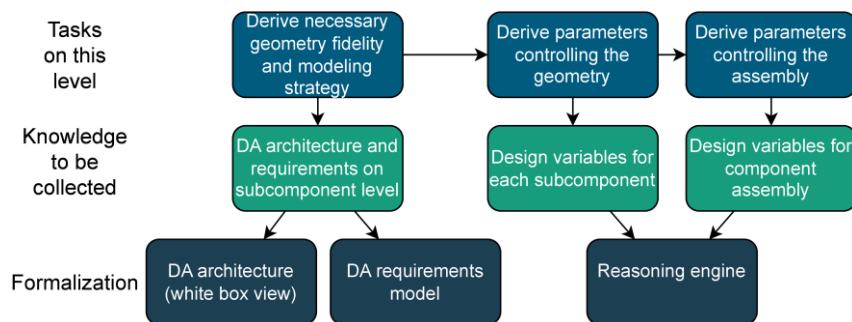 Tasks
on this
level
Derive necessary
geometry fidelity
and modeling
strategy
Derive parameters
controlling the
geometry
Derive parameters
controlling the
assembly
Knowledge
to be
collected
DA architecture and
requirements on
subcomponent level
Design variables for
each subcomponent
Design variables for
component
assembly
Formalization
DA architecture
(white box view)
DA requirements
model
Reasoning engine